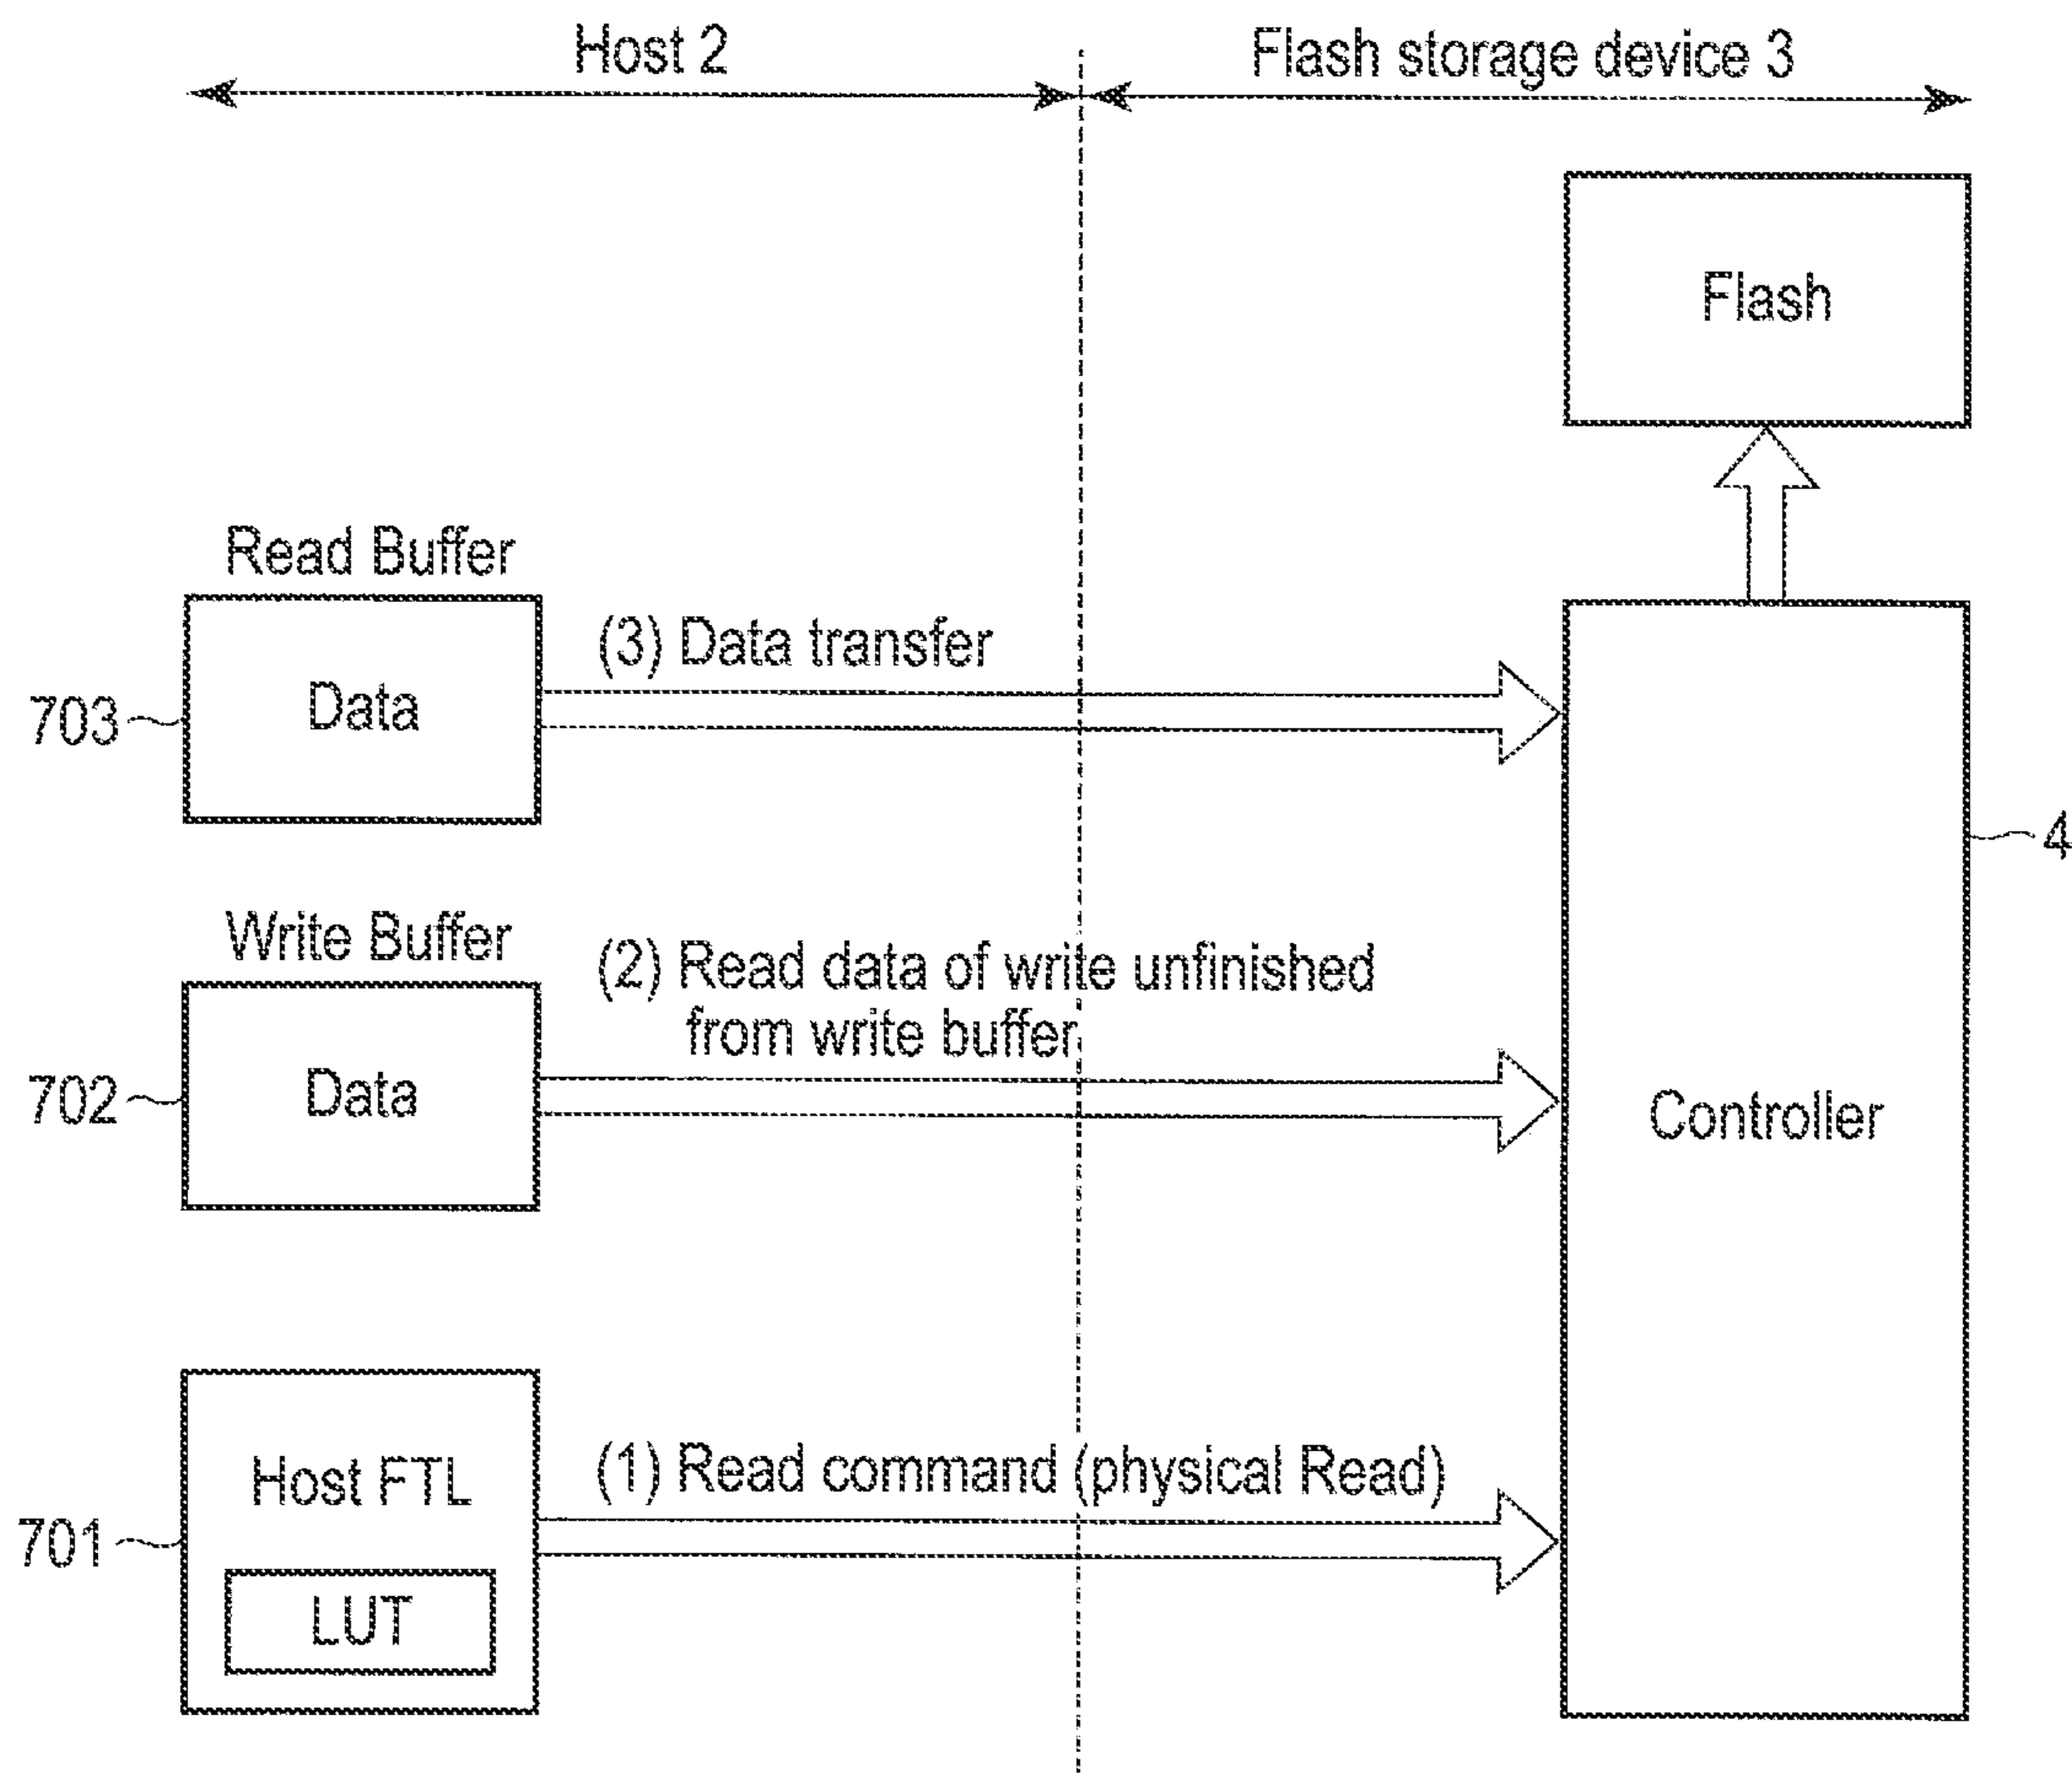 Host 2
Flash storage device 3
Flash
Read Buffer
(3) Data transfer
Data
703
4
Write Buffer
(2) Read data of write unfinished
from write buffer
Data
702
Controller
Host FTL
(1) Read command (physical Read)
701
LUT